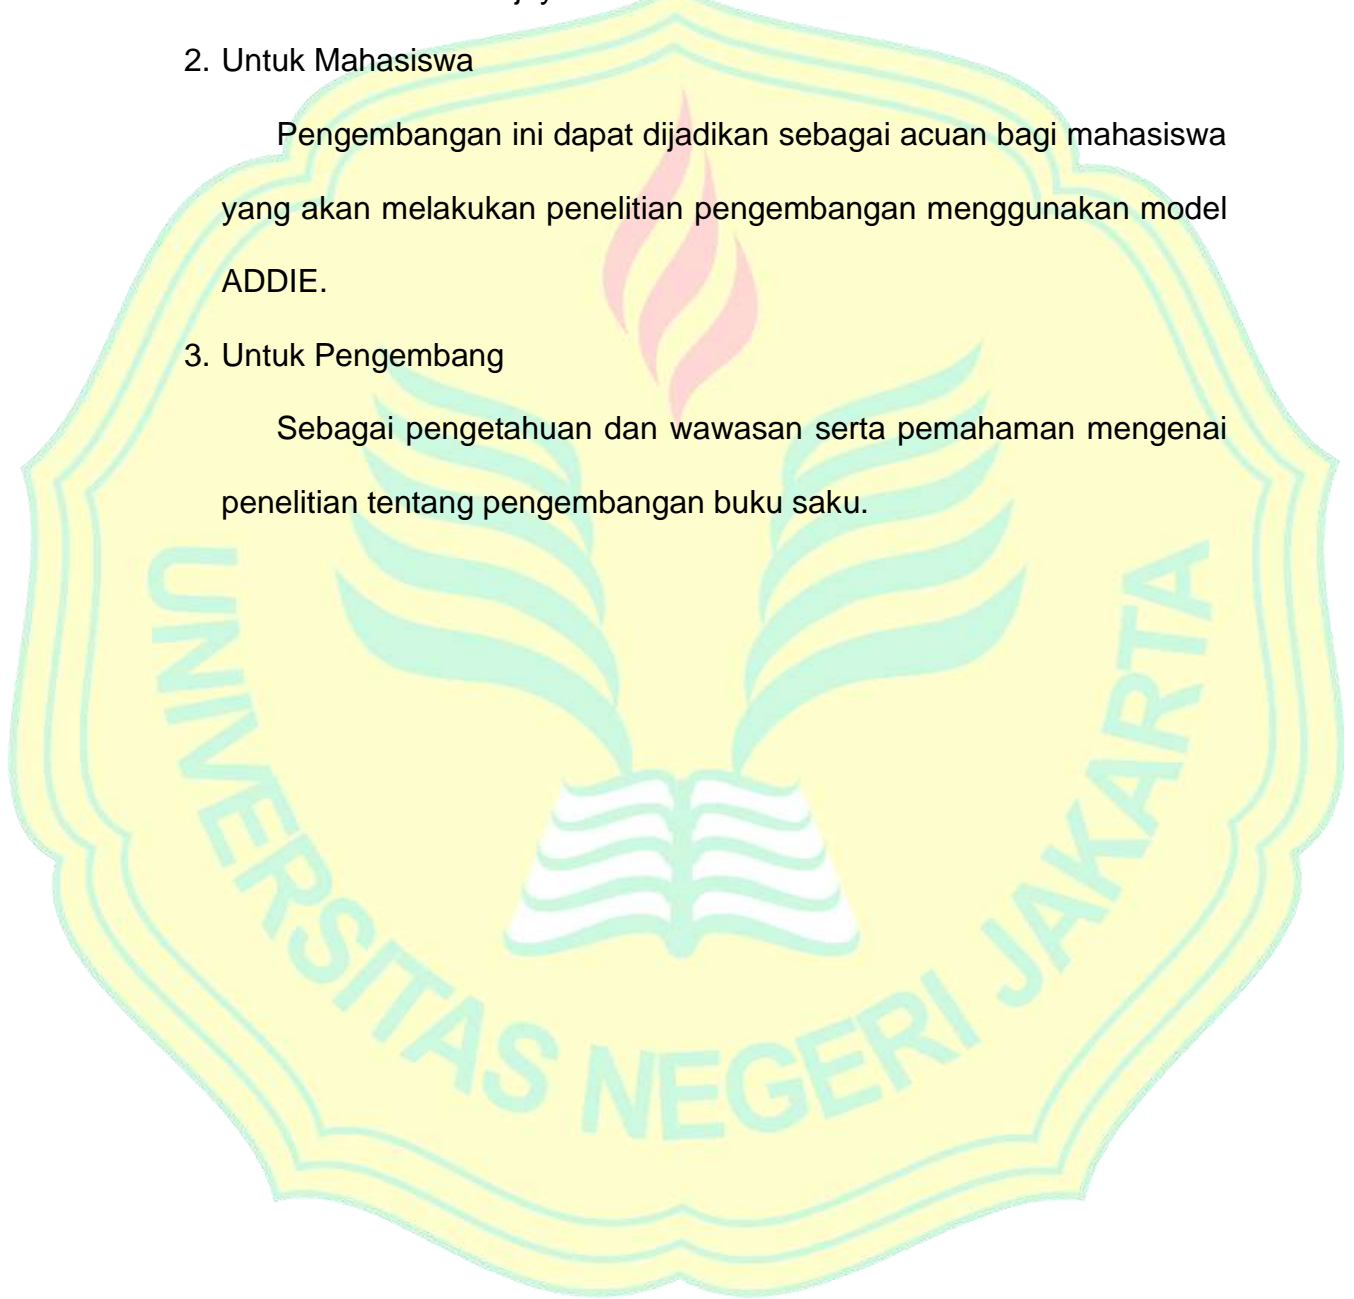 2. Untuk Mahasiswa
Pengembangan ini dapat dijadikan sebagai acuan bagi mahasiswa
yang akan melakukan penelitian pengembangan menggunakan model
ADDIE.
3. Untuk Pengembang
Sebagai pengetahuan dan wawasan serta pemahaman mengenai
penelitian tentang pengembangan buku saku.
UNIVERSITAS NEGERI JAKARTA